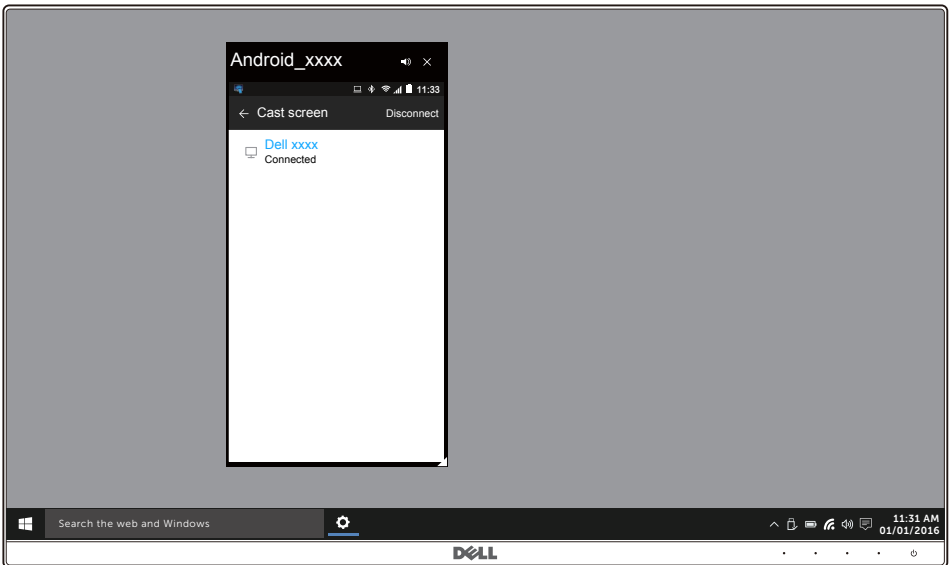 Android_xxxx
11:33
Cast screen
Disconnect
Dell xxxx
Connected
Search the web and Windows
11:31 AM
01/01/2016
DELL